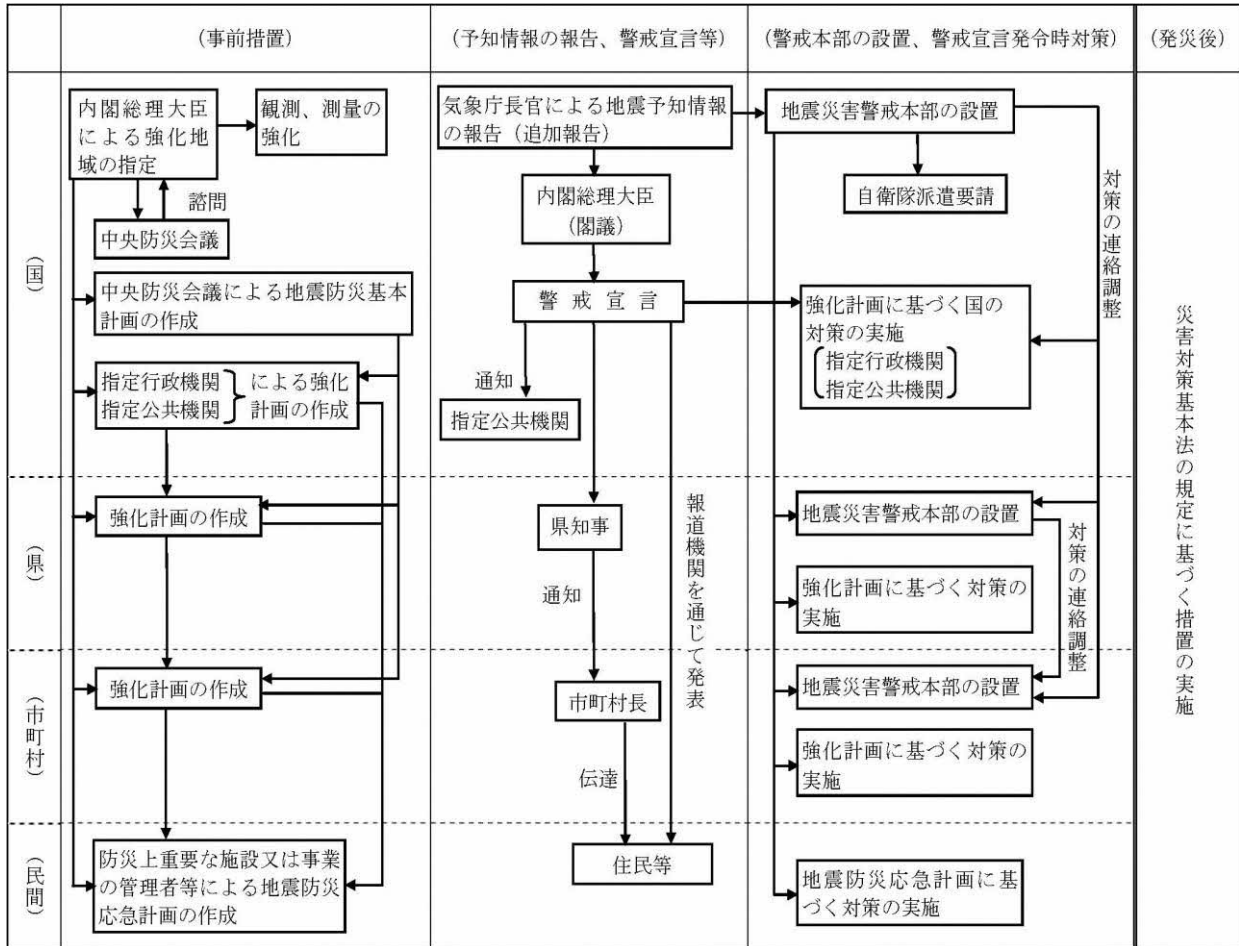 (事前措置)
(予知情報の報告、警戒宣言等)
(警戒本部の設置、警戒宣言発令時対策)
(発災後)
(国)
内閣総理大臣
による強化地
域の指定
観測、測量の
強化
諮問
中央防災会議
中央防災会議による地震防災基本
計画の作成
指定行政機関
指定公共機関
による強化
計画の作成
気象庁長官による地震予知情報
の報告(追加報告)
内閣総理大臣
(閣議)
警戒宣言
通知
指定公共機関
地震災害警戒本部の設置
自衛隊派遣要請
対策の連絡調整
強化計画に基づく国の
対策の実施
指定行政機関
指定公共機関
(県)
強化計画の作成
県知事
通知
報道機関を通じて発表
地震災害警戒本部の設置
対策の連絡調整
強化計画に基づく対策の
実施
(市町村)
強化計画の作成
市町村長
伝達
地震災害警戒本部の設置
強化計画に基づく対策の
実施
(民間)
防災上重要な施設又は事業
の管理者等による地震防災
応急計画の作成
住民等
地震防災応急計画に基
づく対策の実施
災害対策基本法の規定に基づく措置の実施